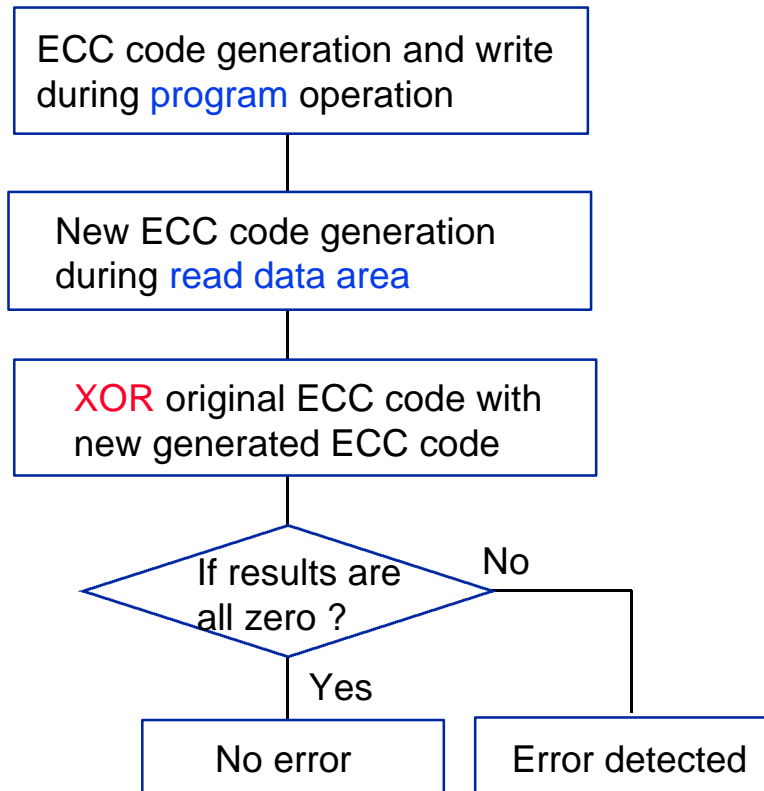 ECC code generation and write
during program operation
New ECC code generation
during read data area
XOR original ECC code with
new generated ECC code
If results are
all zero ?
No
Yes
No error
Error detected